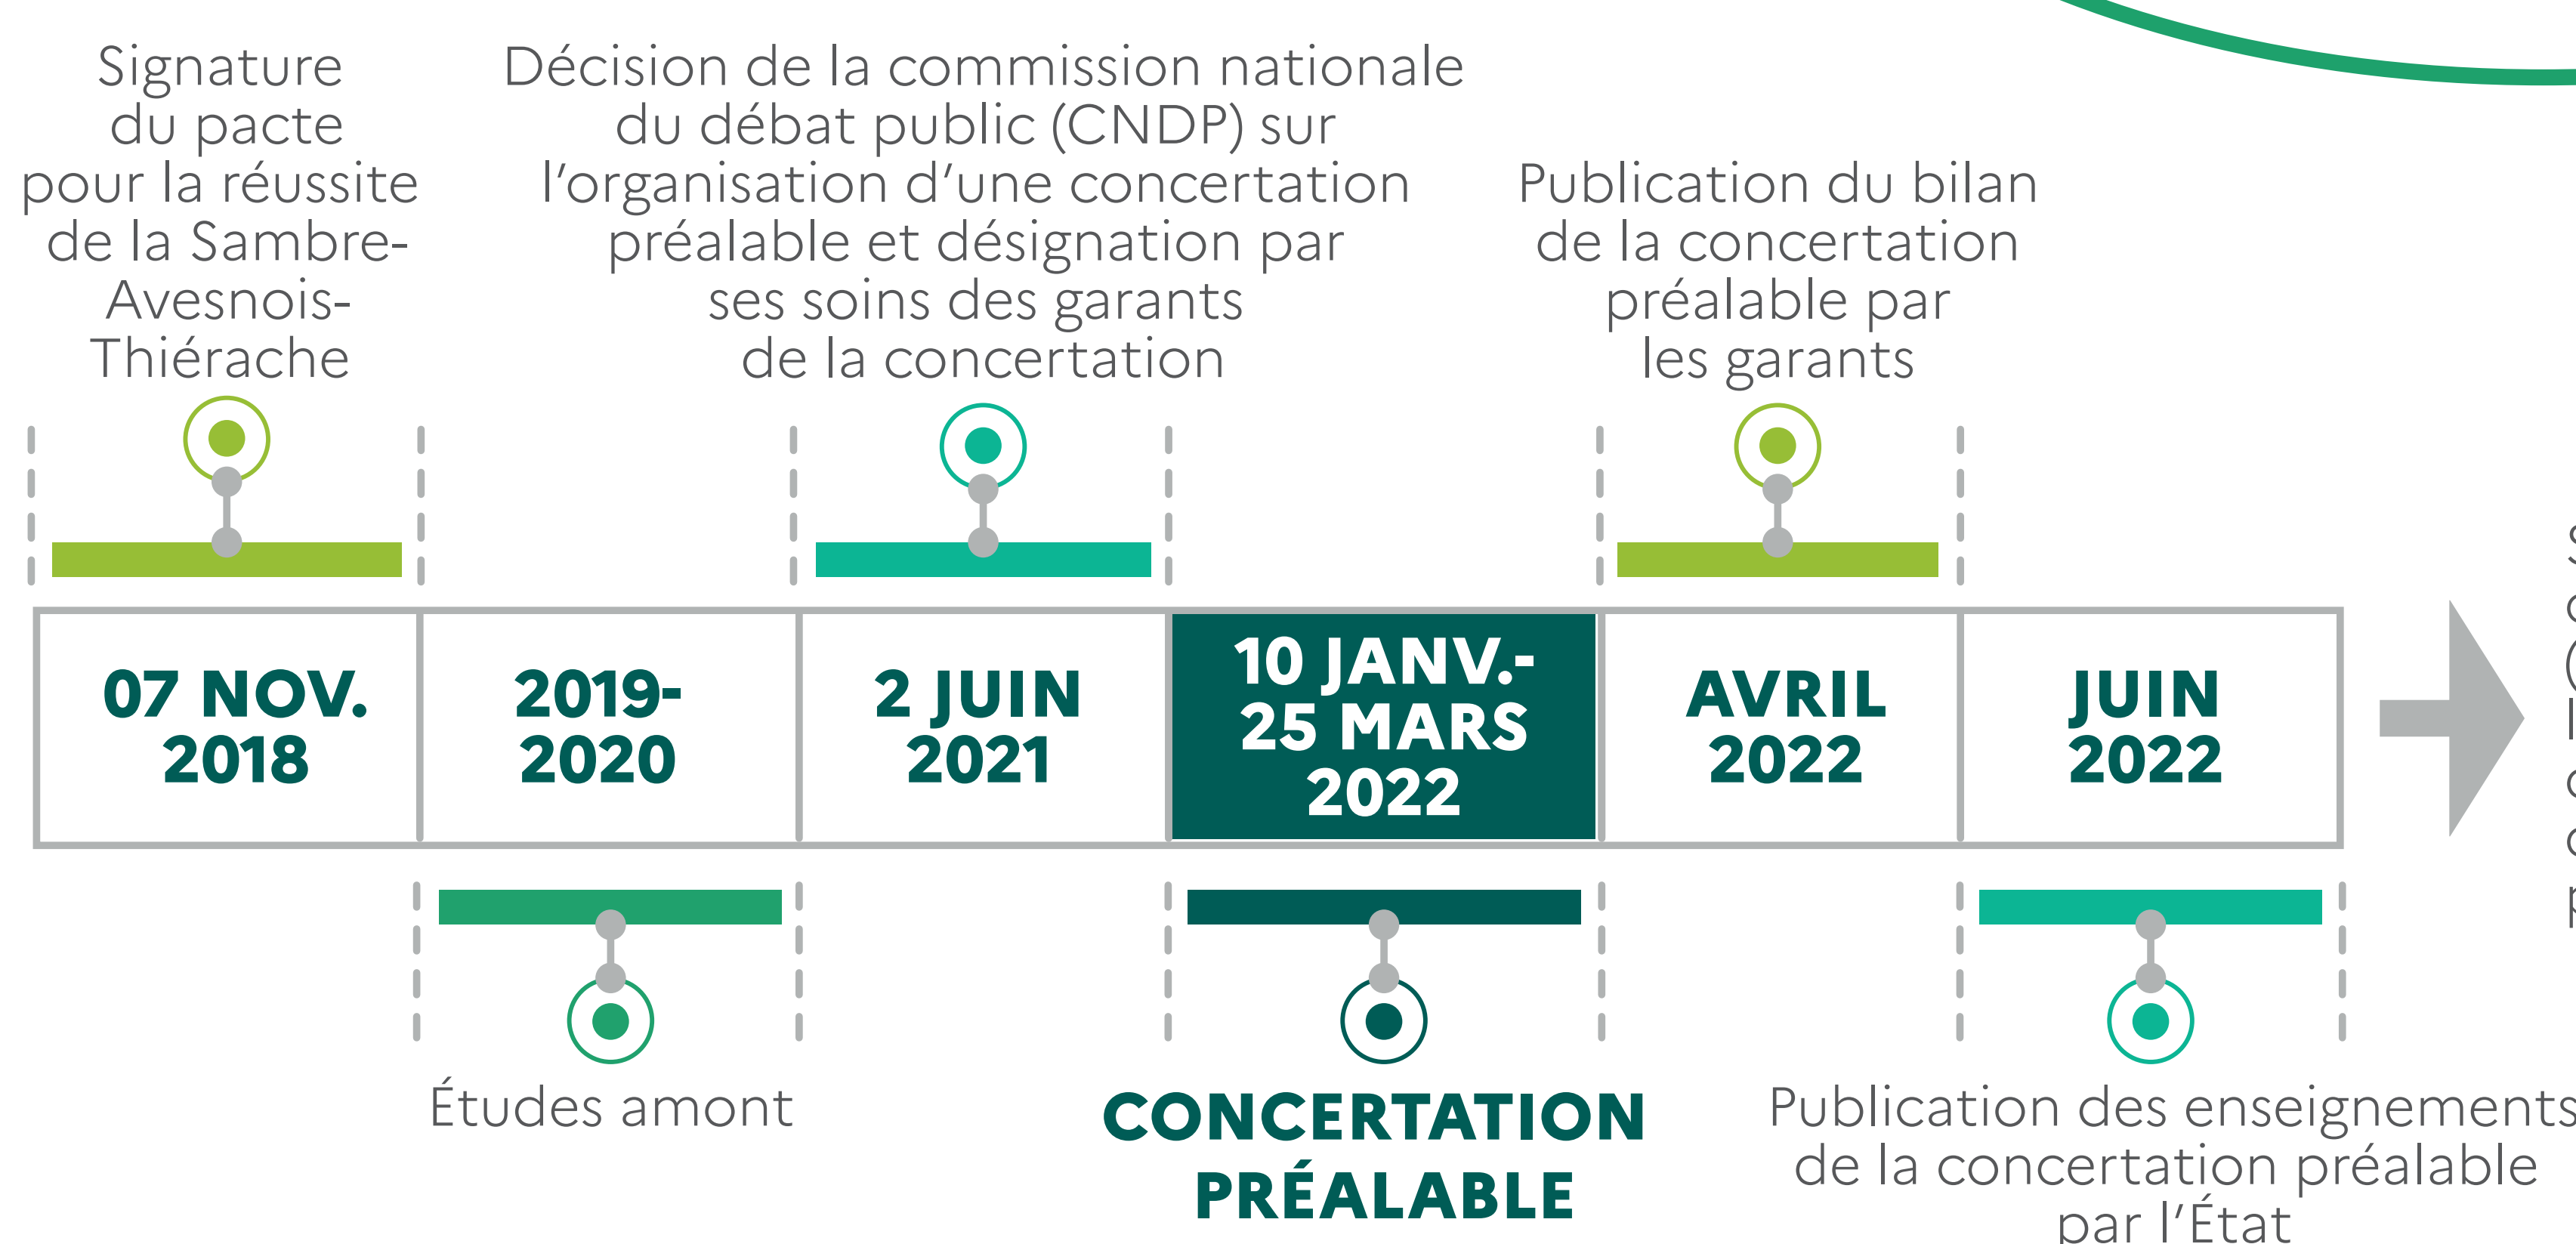 Signature
du pacte
pour la réussite
de la Sambre-
Avesnois-
Thiérache
Décision de la commission nationale
du débat public (CNDP) sur
l'organisation d'une concertation
préalable et désignation par
ses soins des garants
de la concertation
Publication du bilan
de la concertation
préalable par
les garants
07 NOV.
2018
2019-
2020
2 JUIN
2021
10 JANV.-
25 MARS
2022
AVRIL
2022
JUIN
2022
Études amont
CONCERTATION
PRÉALABLE
Publication des enseignements
de la concertation préalable
par l'État